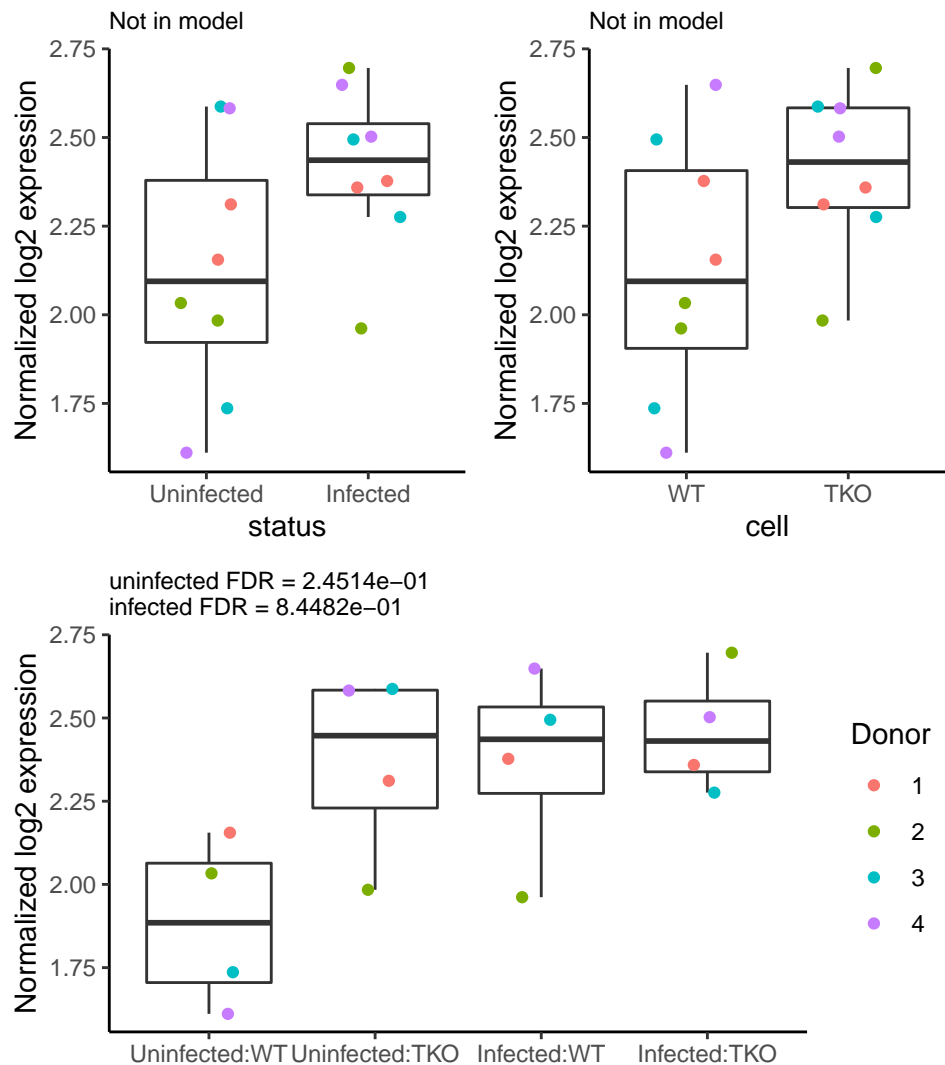 Not in model
Normalized log2 expression
2.75
2.50
2.25
2.00
1.75
Uninfected Infected
status
Not in model
Normalized log2 expression
2.75
2.50
2.25
2.00
1.75
WT TKO
cell
uninfected FDR = 2.4514e−01
infected FDR = 8.4482e−01
Normalized log2 expression
2.75
2.50
2.25
2.00
1.75
Uninfected:WT Uninfected:TKO Infected:WT Infected:TKO
Donor
1
2
3
4